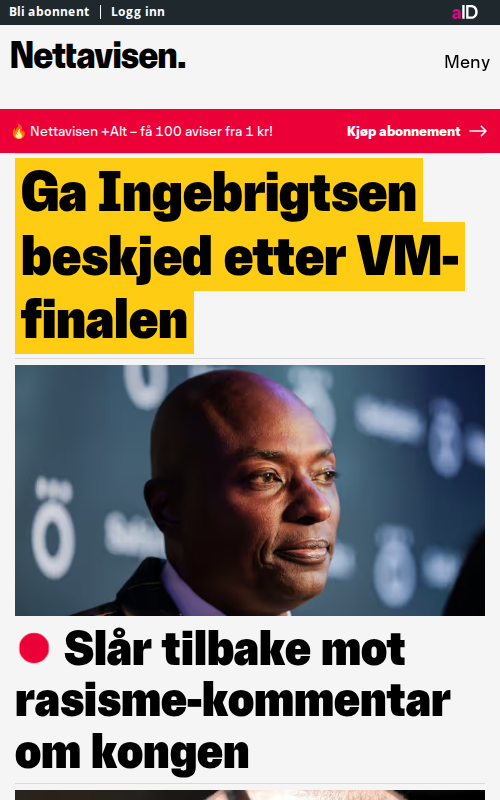 Bli abonnent | Logg inn
aID
Nettavisen.
Meny
🔥 Nettavisen +Alt – få 100 aviser fra 1 kr!
Kjøp abonnement →
Ga Ingebrigtsen
beskjed etter VM-
finalen
Slår tilbake mot
rasisme-kommentar
om kongen